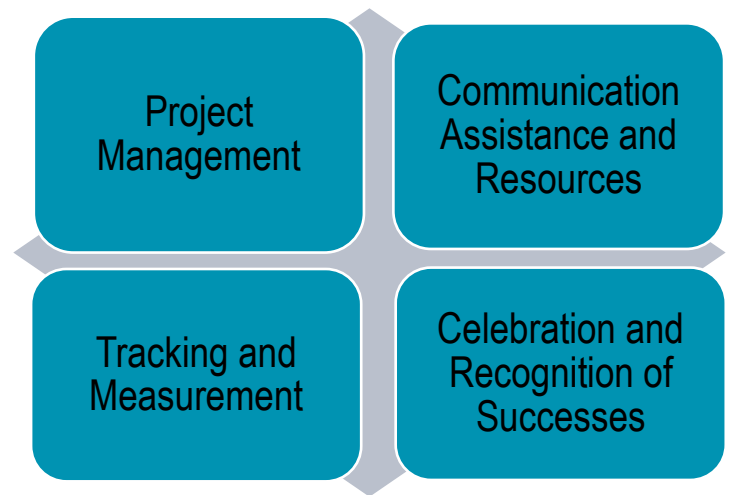 Project
Management
Communication
Assistance and
Resources
Tracking and
Measurement
Celebration and
Recognition of
Successes